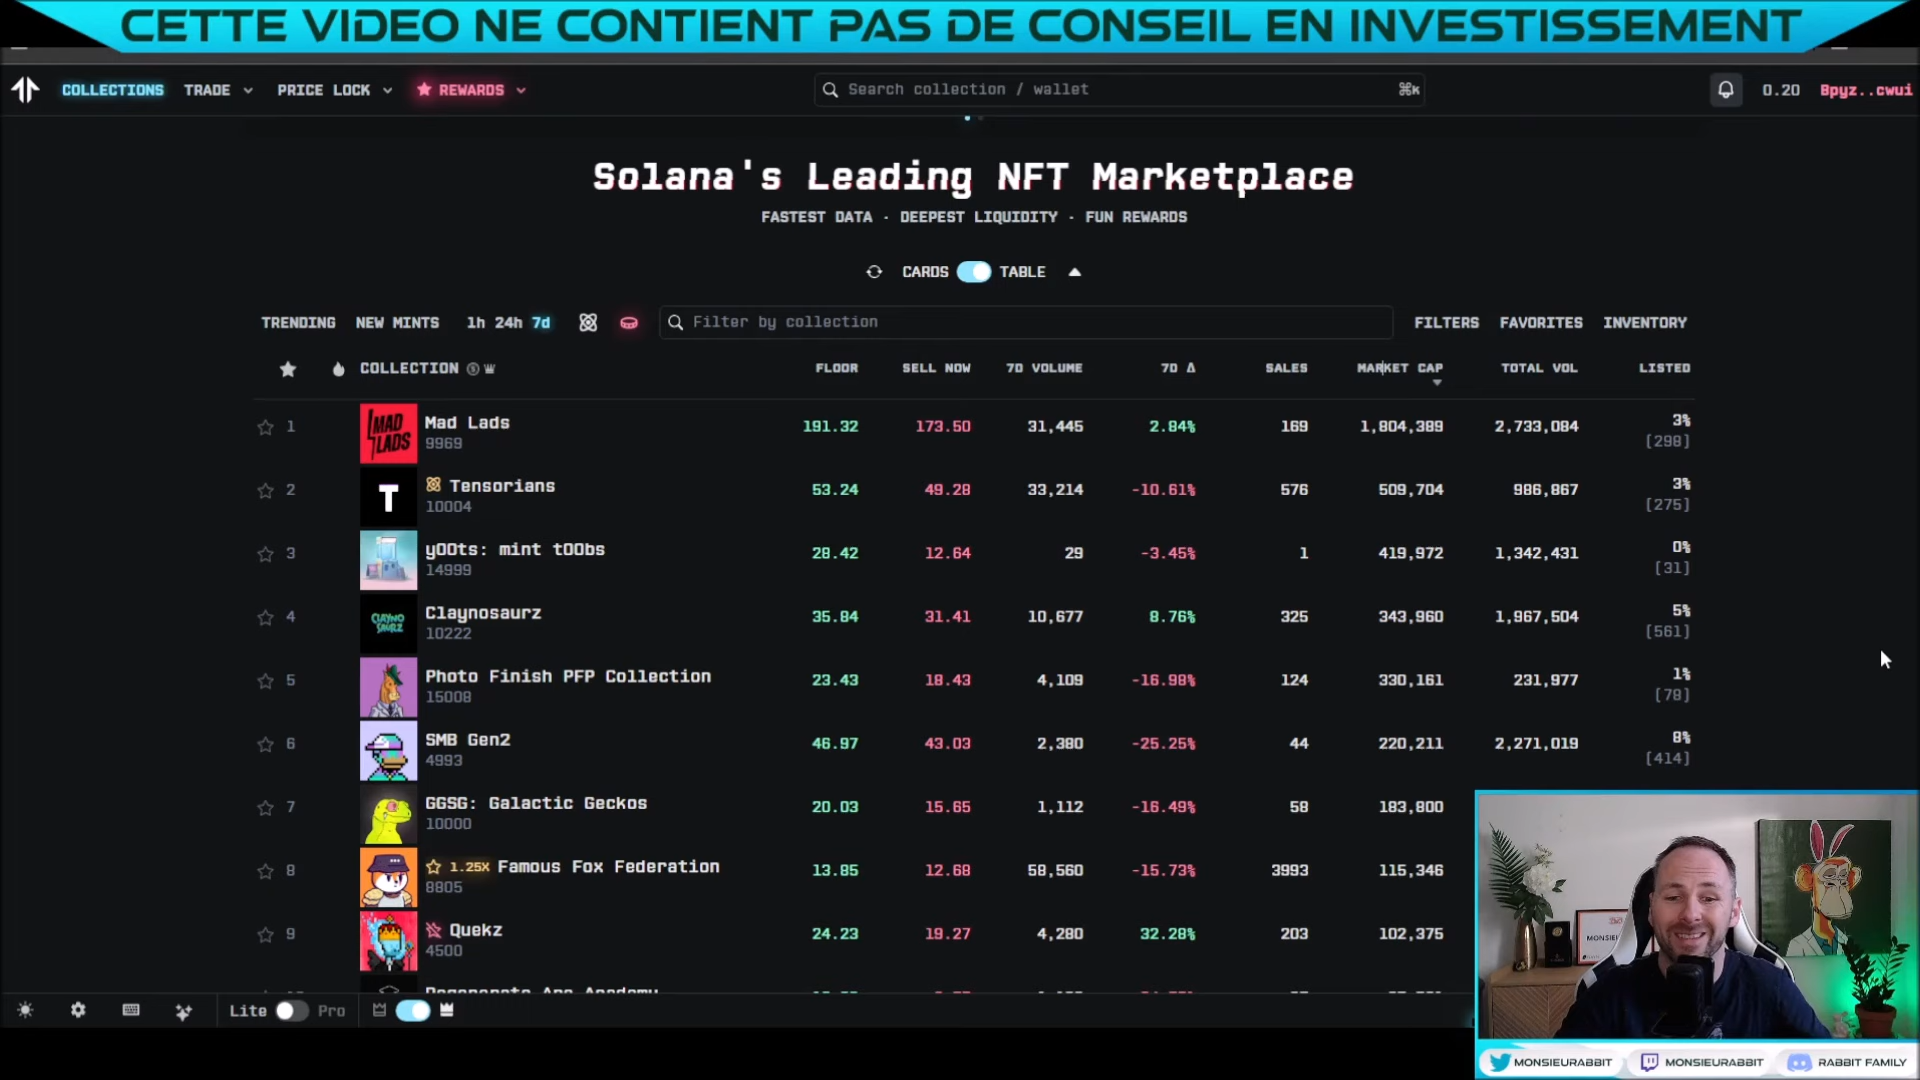 CETTE VIDEO NE CONTIENT PAS DE CONSEIL EN INVESTISSEMENT
COLLECTIONS TRADE PRICE LOCK REWARDS Search collection / wallet ⌘K 0.20 Bpyz..cwui
Solana's Leading NFT Marketplace
FASTEST DATA · DEEPEST LIQUIDITY · FUN REWARDS
CARDS TABLE
TRENDING NEW MINTS 1h 24h 7d Filter by collection FILTERS FAVORITES INVENTORY
COLLECTION FLOOR SELL NOW 7D VOLUME 7D Δ SALES MARKET CAP TOTAL VOL LISTED
1 Mad Lads 191.32 173.50 31,445 2.84% 169 1,804,389 2,733,084 3%
9969 [298]
2 Tensorians 53.24 49.28 33,214 -10.61% 576 509,704 986,867 3%
10004 [275]
3 y00ts: mint t00bs 28.42 12.64 29 -3.45% 1 419,972 1,342,431 0%
14999 [31]
4 Claynosaurz 35.84 31.41 10,677 8.76% 325 343,960 1,967,504 5%
10222 [561]
5 Photo Finish PFP Collection 23.43 18.43 4,109 -16.98% 124 330,161 231,977 1%
15008 [78]
6 SMB Gen2 46.97 43.03 2,380 -25.25% 44 220,211 2,271,019 8%
4993 [414]
7 GGSG: Galactic Geckos 20.03 15.65 1,112 -16.49% 58 183,800
10000
8 1.25X Famous Fox Federation 13.85 12.68 58,560 -15.73% 3993 115,346
8805
9 Quekz 24.23 19.27 4,280 32.28% 203 102,375
4500
MAD
LADS
T
CLAYNO
SAURZ
Lite Pro
MONSIEURABBIT MONSIEURABBIT RABBIT FAMILY